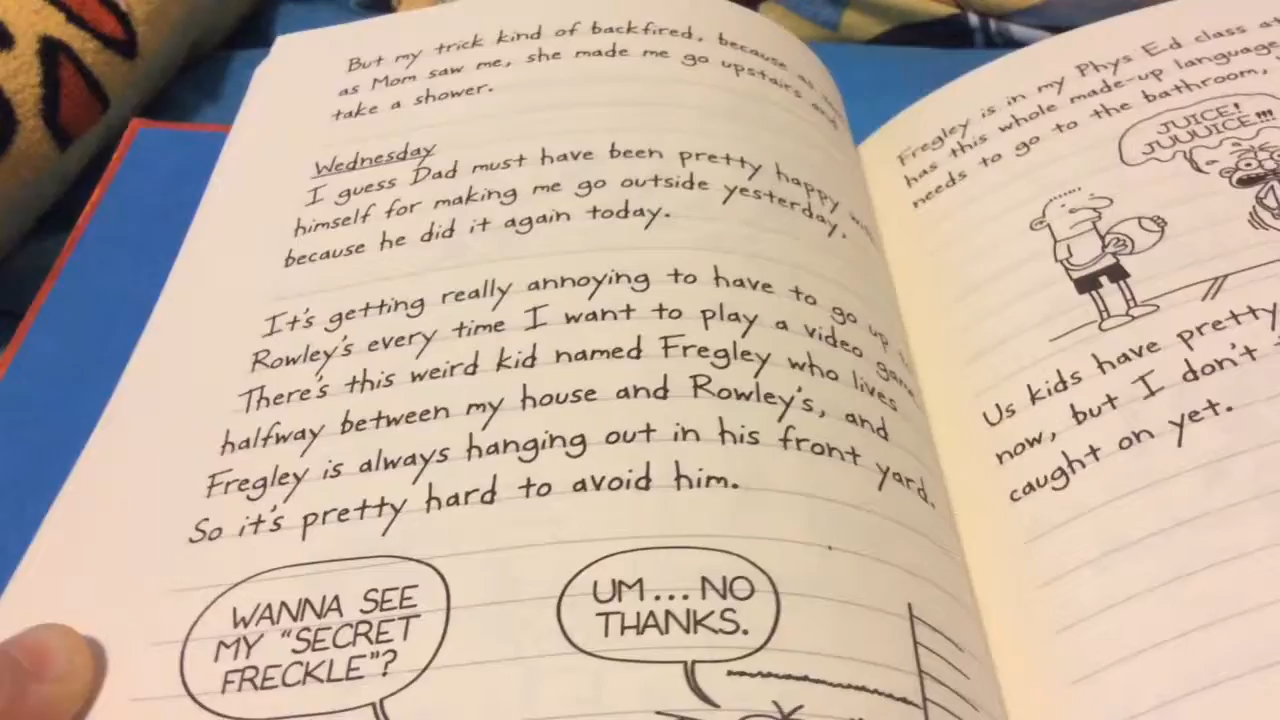 But my trick kind of backfired, because as
as Mom saw me, she made me go upstairs and
take a shower.
Wednesday
I guess Dad must have been pretty happy with
himself for making me go outside yesterday,
because he did it again today.
It's getting really annoying to have to go up
Rowley's every time I want to play a video
There's this weird kid named Fregley who lives
halfway between my house and Rowley's, and
Fregley is always hanging out in his front yard.
So it's pretty hard to avoid him.
WANNA SEE
MY "SECRET
FRECKLE"?
UM... NO
THANKS.
Fregley is in my Phys Ed class
has this whole made-up language
needs to go to the bathroom,
JUICE!
JUUUICE!!!
Us kids have pretty
now, but I don't
caught on yet.